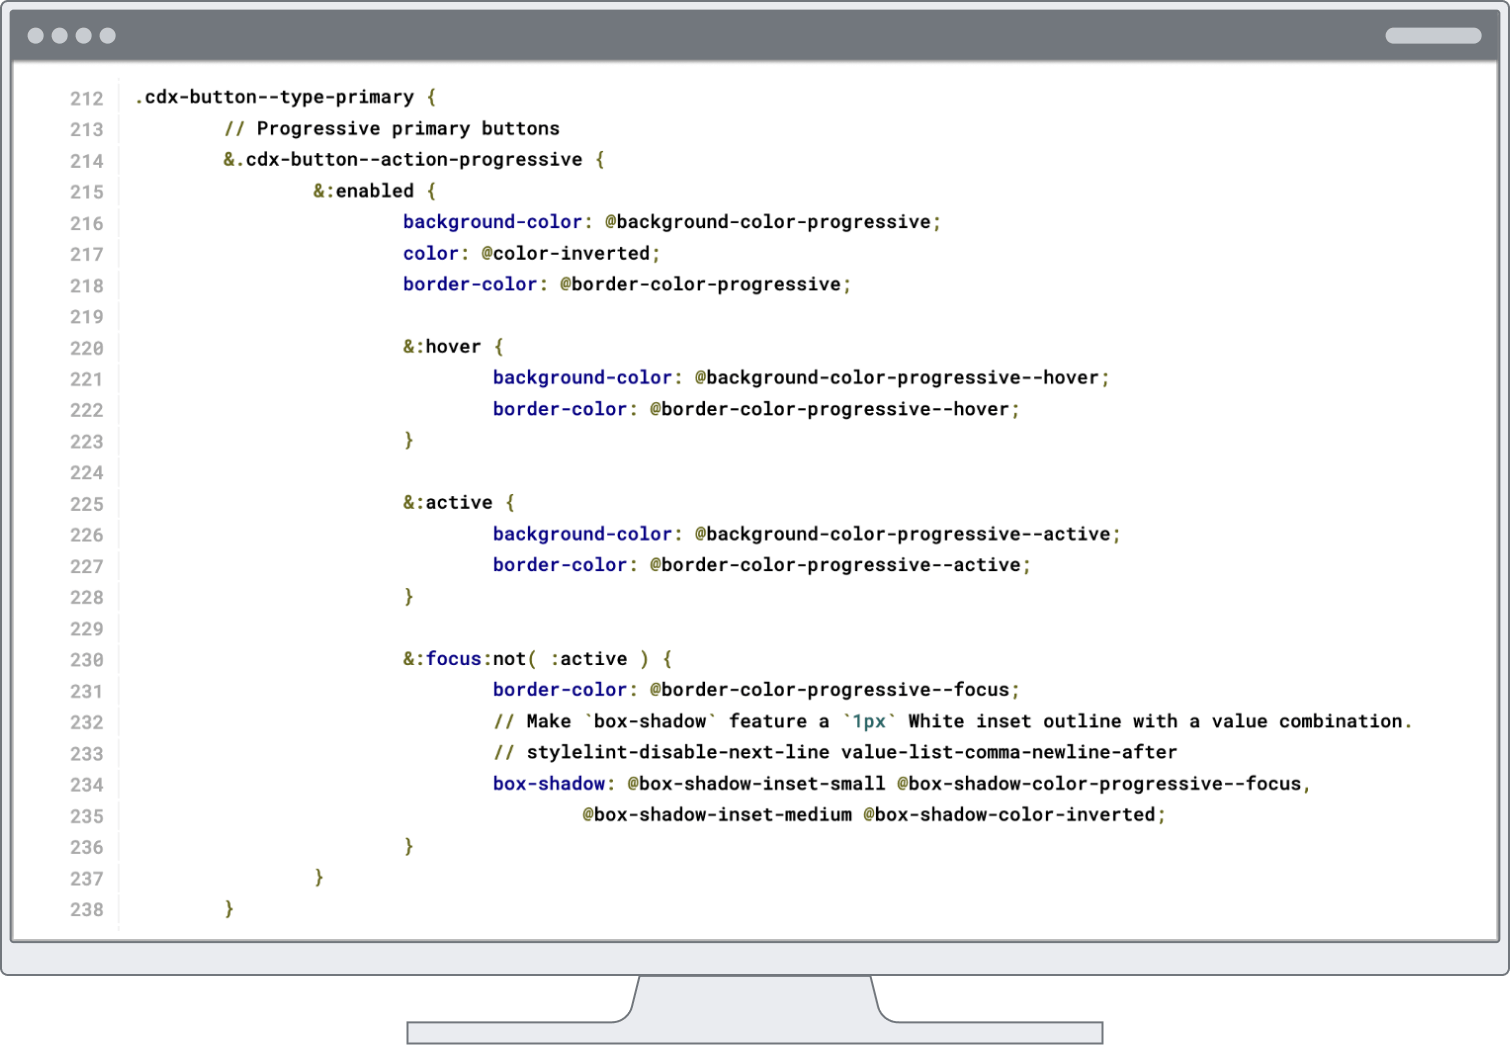 212 .cdx-button--type-primary {
213 // Progressive primary buttons
214 &.cdx-button--action-progressive {
215 &:enabled {
216 background-color: @background-color-progressive;
217 color: @color-inverted;
218 border-color: @border-color-progressive;
219
220 &:hover {
221 background-color: @background-color-progressive--hover;
222 border-color: @border-color-progressive--hover;
223 }
224
225 &:active {
226 background-color: @background-color-progressive--active;
227 border-color: @border-color-progressive--active;
228 }
229
230 &:focus:not( :active ) {
231 border-color: @border-color-progressive--focus;
232 // Make `box-shadow` feature a `1px` White inset outline with a value combination.
233 // stylelint-disable-next-line value-list-comma-newline-after
234 box-shadow: @box-shadow-inset-small @box-shadow-color-progressive--focus,
235 @box-shadow-inset-medium @box-shadow-color-inverted;
236 }
237 }
238 }